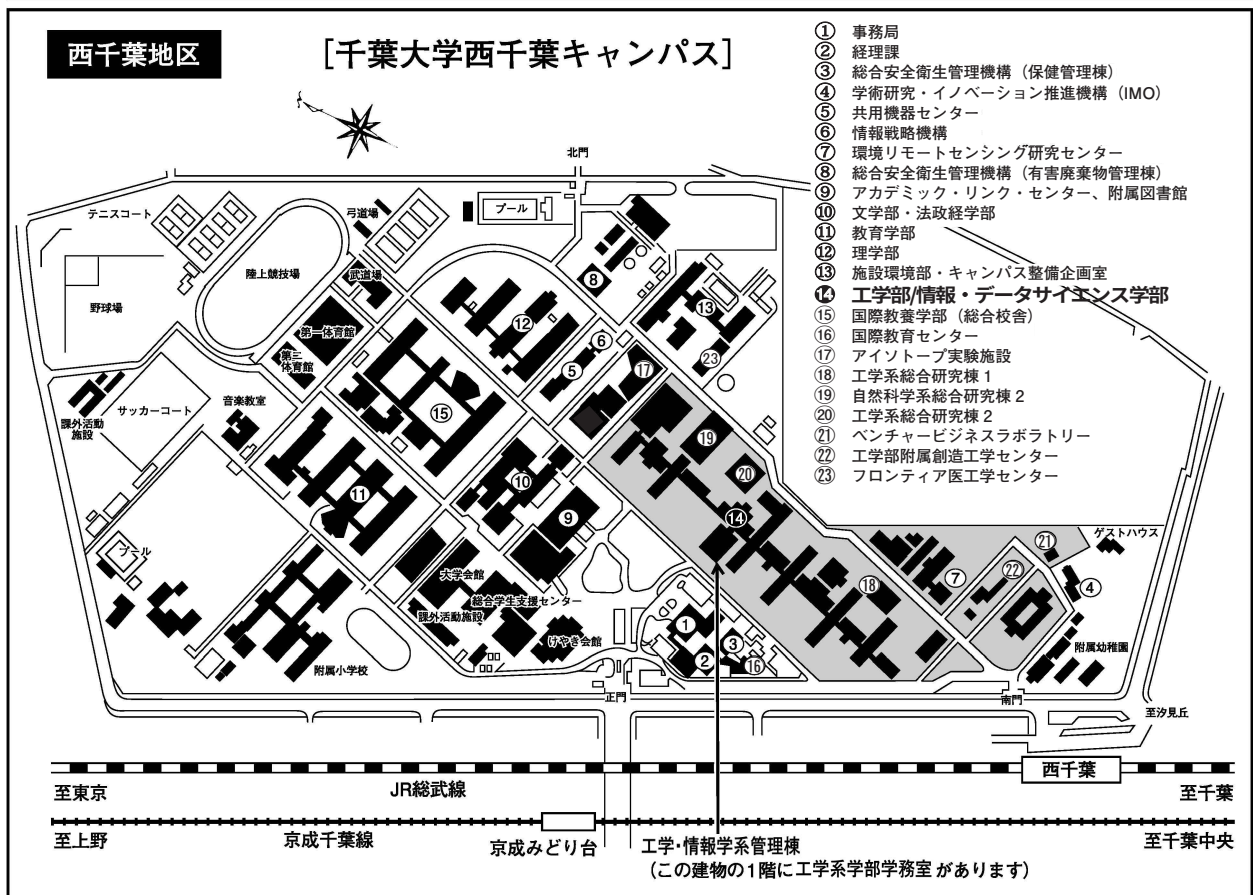 西千葉地区
[千葉大学西千葉キャンパス]
① 事務局
② 経理課
③ 総合安全衛生管理機構（保健管理棟）
④ 学術研究・イノベーション推進機構（IMO）
⑤ 共用機器センター
⑥ 情報戦略機構
⑦ 環境リモートセンシング研究センター
⑧ 総合安全衛生管理機構（有害廃棄物管理棟）
⑨ アカデミック・リンク・センター、附属図書館
⑩ 文学部・法政経学部
⑪ 教育学部
⑫ 理学部
⑬ 施設環境部・キャンパス整備企画室
⓮ 工学部/情報・データサイエンス学部
⑮ 国際教養学部（総合校舎）
⑯ 国際教育センター
⑰ アイソトープ実験施設
⑱ 工学系総合研究棟1
⑲ 自然科学系総合研究棟2
⑳ 工学系総合研究棟2
㉑ ベンチャービジネスラボラトリー
㉒ 工学部附属創造工学センター
㉓ フロンティア医工学センター
北門
テニスコート
弓道場
プール
陸上競技場
武道場
野球場
⑧
⑬
第一体育館
⑫
⑥
㉓
第二
体育館
⑤
⑰
サッカーコート
音楽教室
⑮
課外活動
施設
⑲
⑳
⑩
⑪
⑨
⓮
プール
ゲストハウス
㉑
大学会館
㉒
⑦
④
総合学生支援センター
課外活動施設
⑱
①
けやき会館
③
附属幼稚園
②
⑯
附属小学校
正門
南門
至汐見丘
西千葉
至東京
JR総武線
至千葉
至上野
京成千葉線
京成みどり台
至千葉中央
工学・情報学系管理棟
（この建物の1階に工学系学部学務室があります）